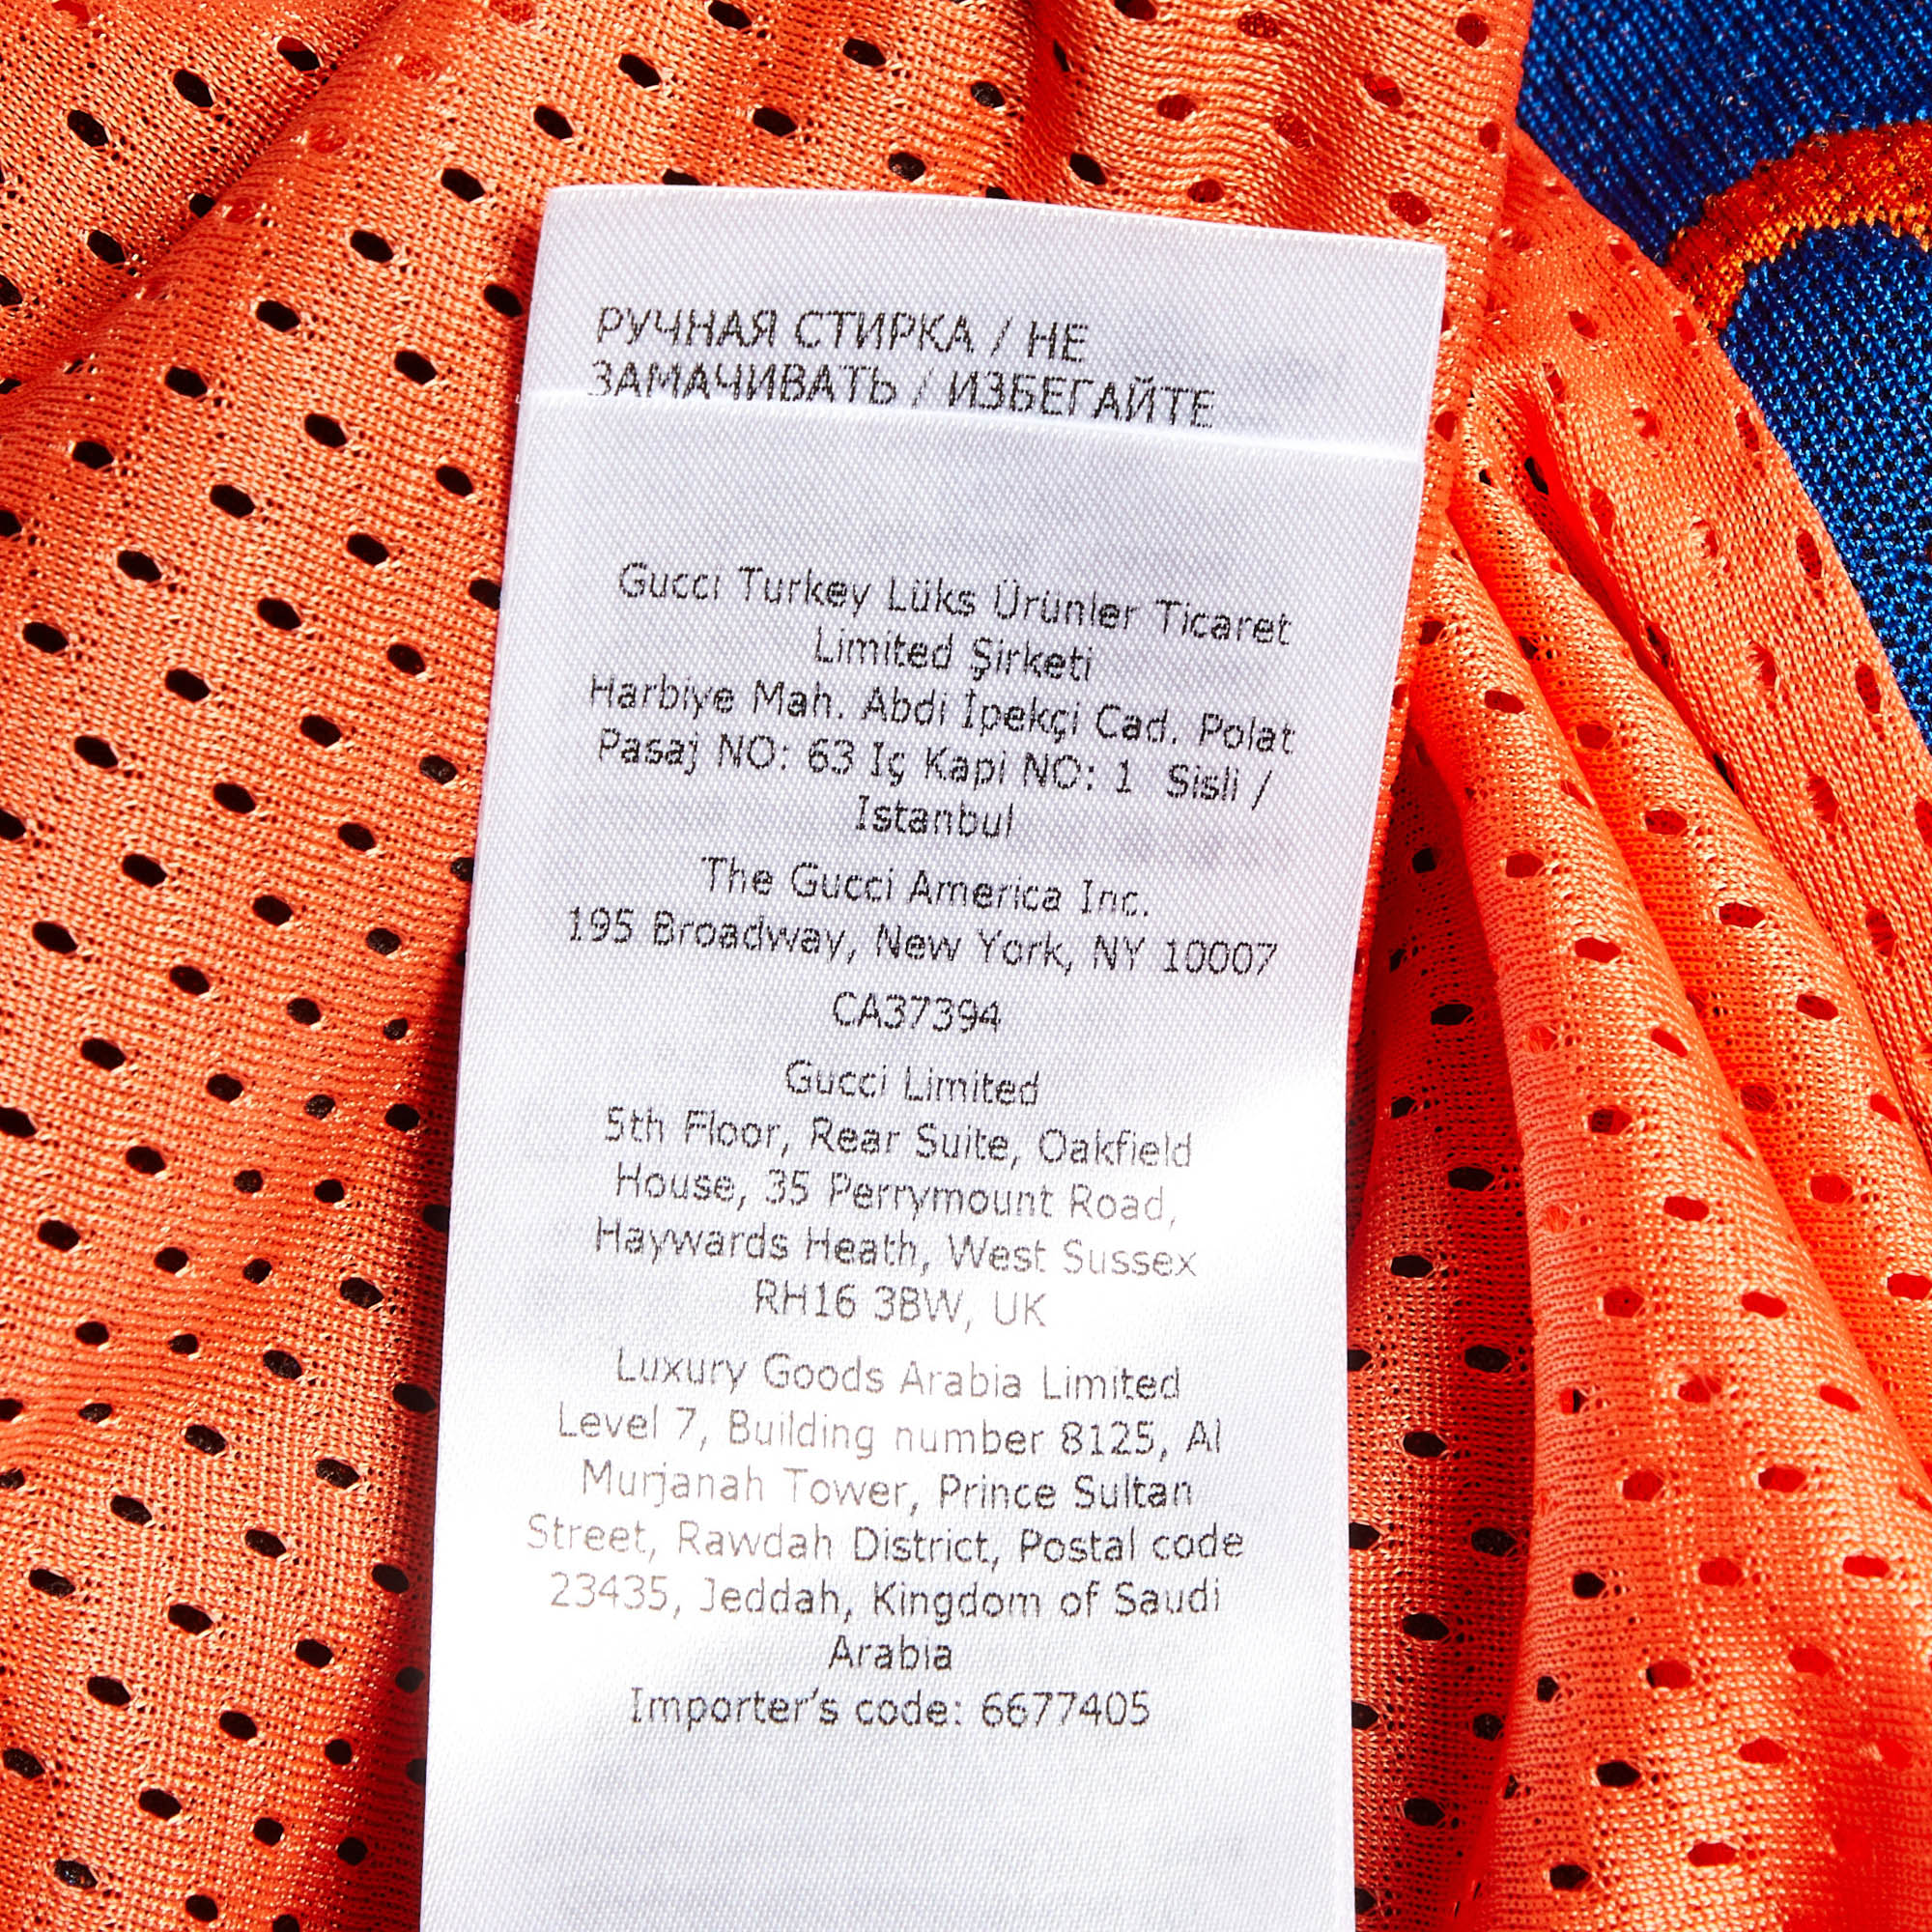 РУЧНАЯ СТИРКА / НЕ
ЗАМАЧИВАТЬ / ИЗБЕГАЙТЕ
Gucci Turkey Lüks Ürünler Ticaret
Limited Şirketi
Harbiye Mah. Abdi İpekçi Cad. Polat
Pasaj NO: 63 Iç Kapi NO: 1 Sisli /
Istanbul
The Gucci America Inc.
195 Broadway, New York, NY 10007
CA37394
Gucci Limited
5th Floor, Rear Suite, Oakfield
House, 35 Perrymount Road,
Haywards Heath, West Sussex
RH16 3BW, UK
Luxury Goods Arabia Limited
Level 7, Building number 8125, Al
Murjanah Tower, Prince Sultan
Street, Rawdah District, Postal code
23435, Jeddah, Kingdom of Saudi
Arabia
Importer's code: 6677405